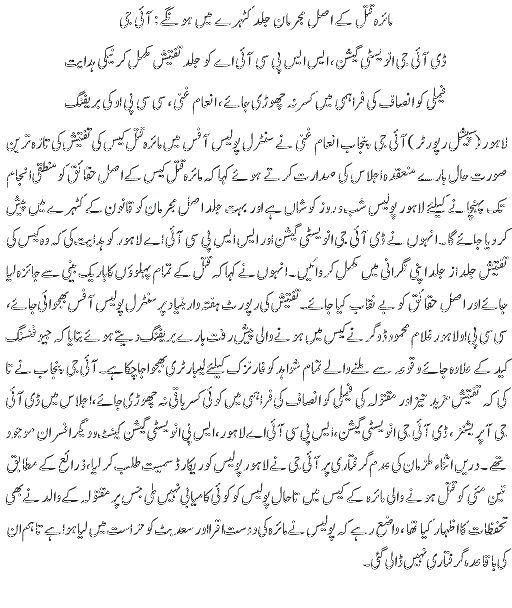 مائرہ قتل کے اصل مجرمان جلد کٹہرے میں ہونگے: آئی جی
ڈی آئی جی انویسٹی گیشن، ایس ایس پی سی آئی اے کو جلد تفتیش مکمل کرنیکی ہدایت
فیملی کو انصاف کی فراہمی میں کسر نہ چھوڑی جائے، انعام غنی، سی سی پی او کی بریفنگ
لاہور (سپیشل رپورٹر) آئی جی پنجاب انعام غنی نے سنٹرل پولیس آفس میں مائرہ قتل کیس کی تفتیش کی تازہ ترین
صورت حال بارے منعقدہ اجلاس کی صدارت کرتے ہوئے کہا کہ مائرہ قتل کیس کے اصل حقائق کو منطقی انجام
تک پہنچانے کیلئے لاہور پولیس شب و روز کوشاں ہے اور بہت جلد اصل مجرمان کو قانون کے کٹہرے میں پیش
کر دیا جائے گا۔ انہوں نے ڈی آئی جی انویسٹی گیشن اور ایس ایس پی سی آئی اے لاہور کو ہدایت کی کہ وہ کیس کی
تفتیش جلد از جلد اپنی نگرانی میں مکمل کروائیں۔ انہوں نے کہا کہ قتل کے تمام پہلوؤں کا باریک بینی سے جائزہ لیا
جائے اور اصل حقائق کو بے نقاب کیا جائے۔ تفتیش کی رپورٹ ہفتہ وار بنیاد پر سنٹرل پولیس آفس بھجوائی جائے،
سی سی پی او لاہور غلام محمود ڈوگر نے کیس میں ہونے والی پیش رفت بارے بریفنگ دیتے ہوئے بتایا کہ جیو فینسنگ
کے علاوہ جائے وقوعہ سے ملنے والے تمام شواہد کو فارنزک کیلئے لیبارٹری بھجوایا جا چکا ہے۔ آئی جی پنجاب نے تاکید
کی کہ تفتیش مزید تیز اور مقتولہ کی فیملی کو انصاف کی فراہمی میں کوئی کسر باقی نہ چھوڑی جائے، اجلاس میں ڈی آئی
جی آپریشنز، ڈی آئی جی انویسٹی گیشن، ایس پی سی آئی اے لاہور، ایس پی انویسٹی گیشن کینٹ و دیگر افسران موجود
تھے۔ دریں اثناء ملزمان کی عدم گرفتاری پر آئی جی نے لاہور پولیس کو ریکارڈ سمیت طلب کر لیا، ذرائع کے مطابق
تین مئی کو قتل ہونے والی مائرہ کے کیس میں تاحال پولیس کو کوئی کامیابی نہیں ملی جس پر مقتولہ کے والد نے بھی
تحفظات کا اظہار کیا تھا، واضح رہے کہ پولیس نے مائرہ کی دوست اقرا اور سعد بٹ کو حراست میں لیا ہوا ہے تاہم ان
کی باقاعدہ گرفتاری نہیں ڈالی گئی۔